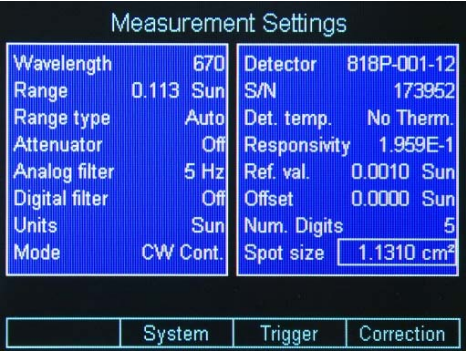 Measurement Settings
Wavelength 670
Range 0.113 Sun
Range type Auto
Attenuator Off
Analog filter 5 Hz
Digital filter Off
Units Sun
Mode CW Cont.
Detector 818P-001-12
S/N 173952
Det. temp. No Therm.
Responsivity 1.959E-1
Ref. val. 0.0010 Sun
Offset 0.0000 Sun
Num. Digits 5
Spot size 1.1310 cm²
System Trigger Correction